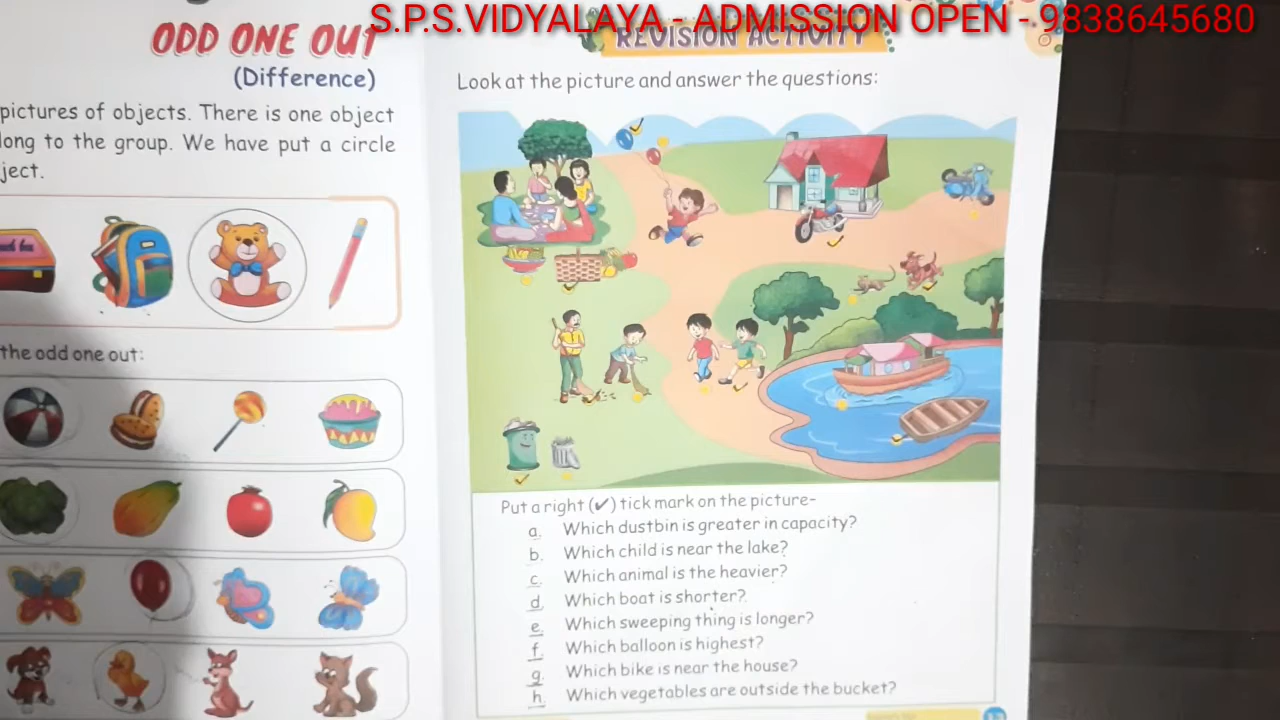 S.P.S.VIDYALAYA - ADMISSION OPEN - 9838645680
ODD ONE OUT
(Difference)
pictures of objects. There is one object
long to the group. We have put a circle
ject.
the odd one out:
REVISION ACTIVITY
Look at the picture and answer the questions:
Put a right (✓) tick mark on the picture-
a. Which dustbin is greater in capacity?
b. Which child is near the lake?
c. Which animal is the heavier?
d. Which boat is shorter?
e. Which sweeping thing is longer?
f. Which balloon is highest?
g. Which bike is near the house?
h. Which vegetables are outside the bucket?